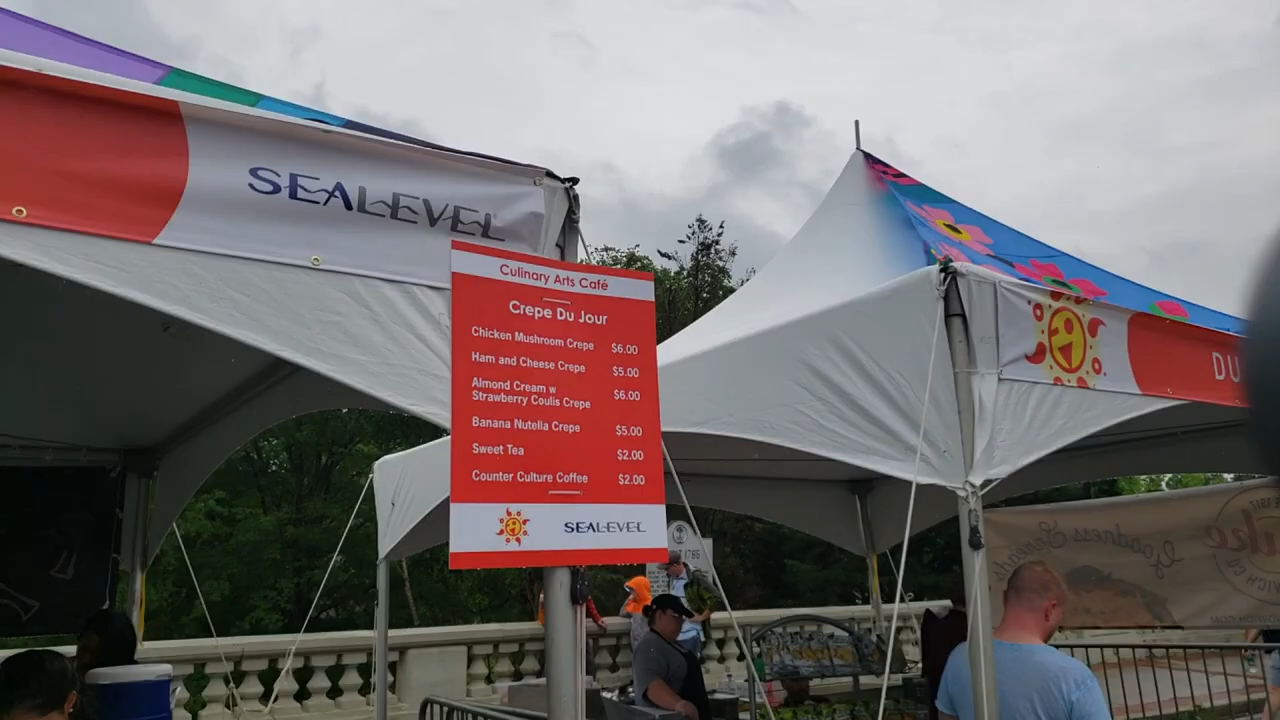 SEALEVEL
Culinary Arts Café
Crepe Du Jour
Chicken Mushroom Crepe $6.00
Ham and Cheese Crepe $5.00
Almond Cream w
Strawberry Coulis Crepe $6.00
Banana Nutella Crepe $5.00
Sweet Tea $2.00
Counter Culture Coffee $2.00
SEALEVEL
DU
1765
Goodness
1917